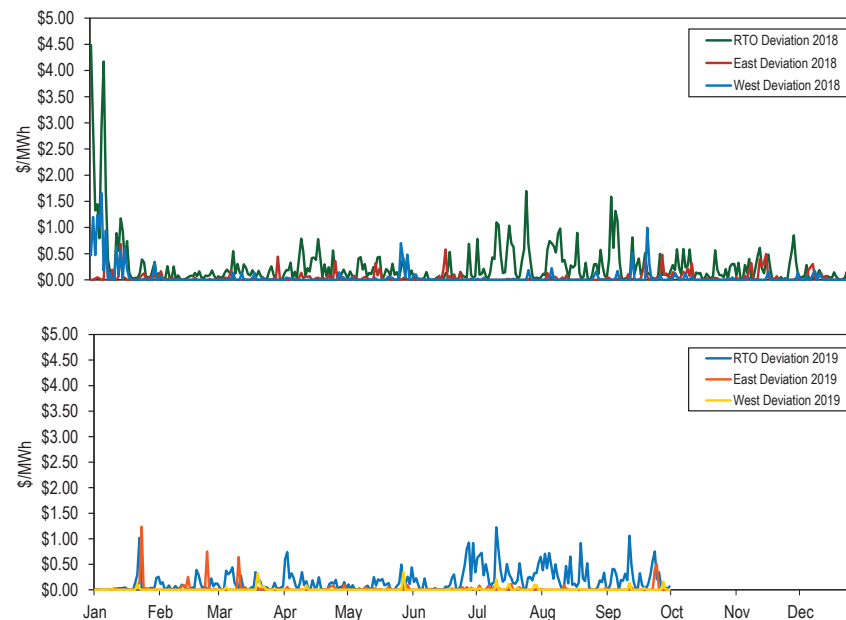 $5.00
$4.50
$4.00
$3.50
$3.00
$2.50
$2.00
$1.50
$1.00
$0.50
$0.00
$/MWh
RTO Deviation 2018
East Deviation 2018
West Deviation 2018
$5.00
$4.50
$4.00
$3.50
$3.00
$2.50
$2.00
$1.50
$1.00
$0.50
$0.00
$/MWh
RTO Deviation 2019
East Deviation 2019
West Deviation 2019
Jan Feb Mar Apr May Jun Jul Aug Sep Oct Nov Dec